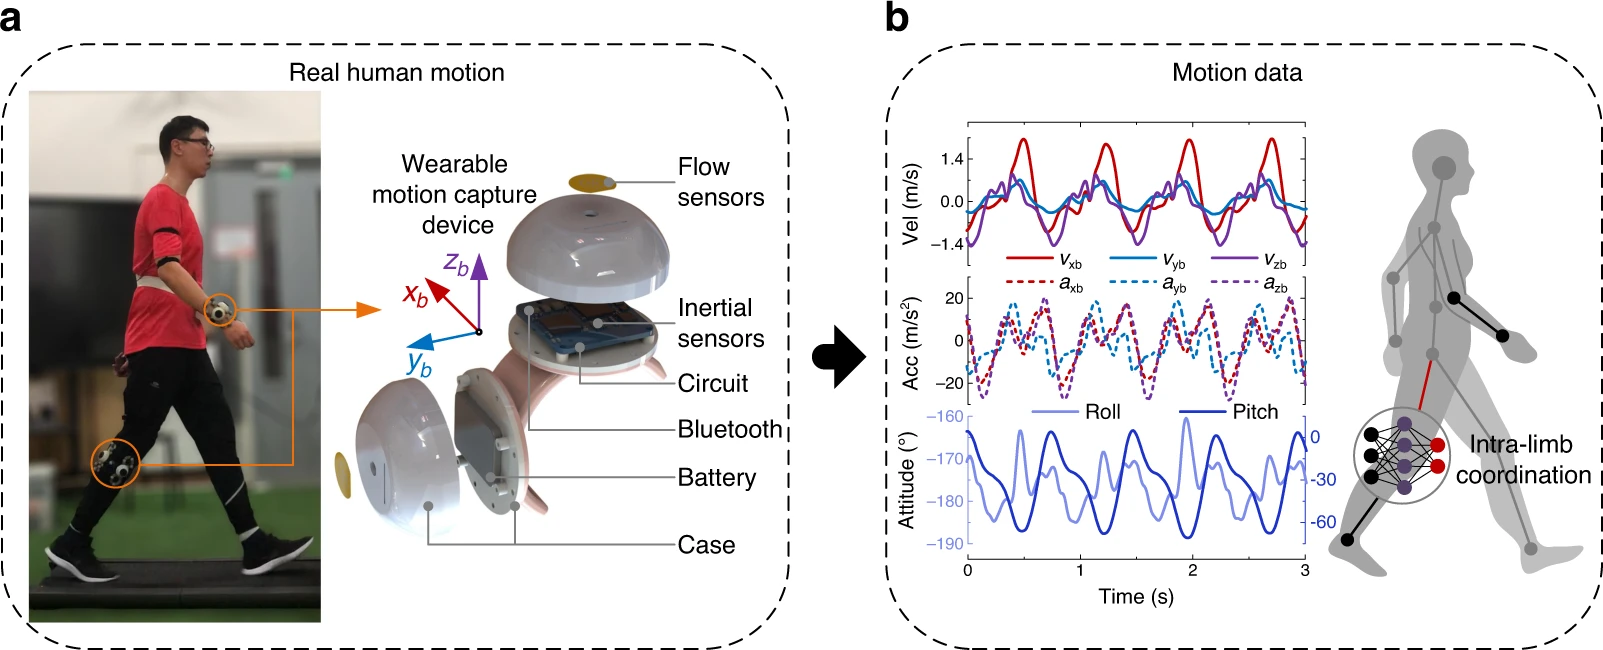 a
Real human motion
Wearable
motion capture
device
z_b
x_b
y_b
Flow
sensors
Inertial
sensors
Circuit
Bluetooth
Battery
Case
b
Motion data
Vel (m/s)
1.4
0.0
−1.4
v_xb
v_yb
v_zb
a_xb
a_yb
a_zb
Acc (m/s²)
20
0
−20
Roll
Pitch
Attitude (°)
−160
−170
−180
−190
0
-30
-60
0
1
2
3
Time (s)
Intra-limb
coordination